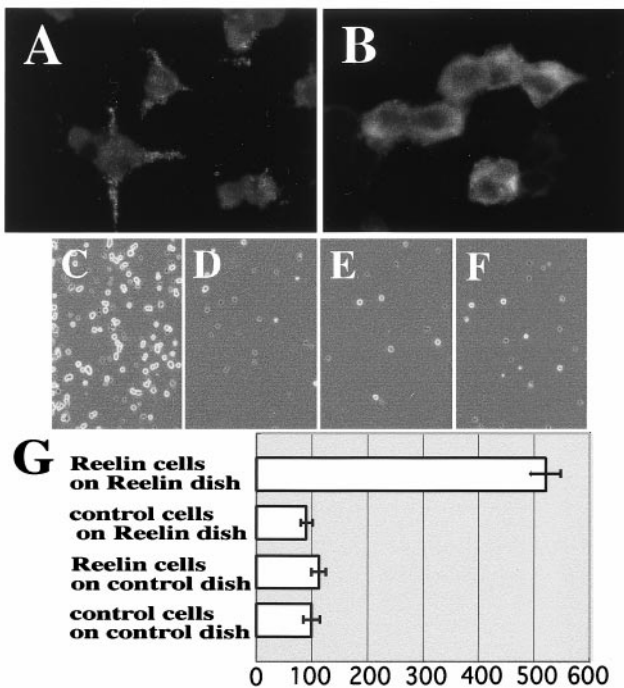 A
B
C
D
E
F
G
Reelin cells
on Reelin dish
control cells
on Reelin dish
Reelin cells
on control dish
control cells
on control dish
0 100 200 300 400 500 600